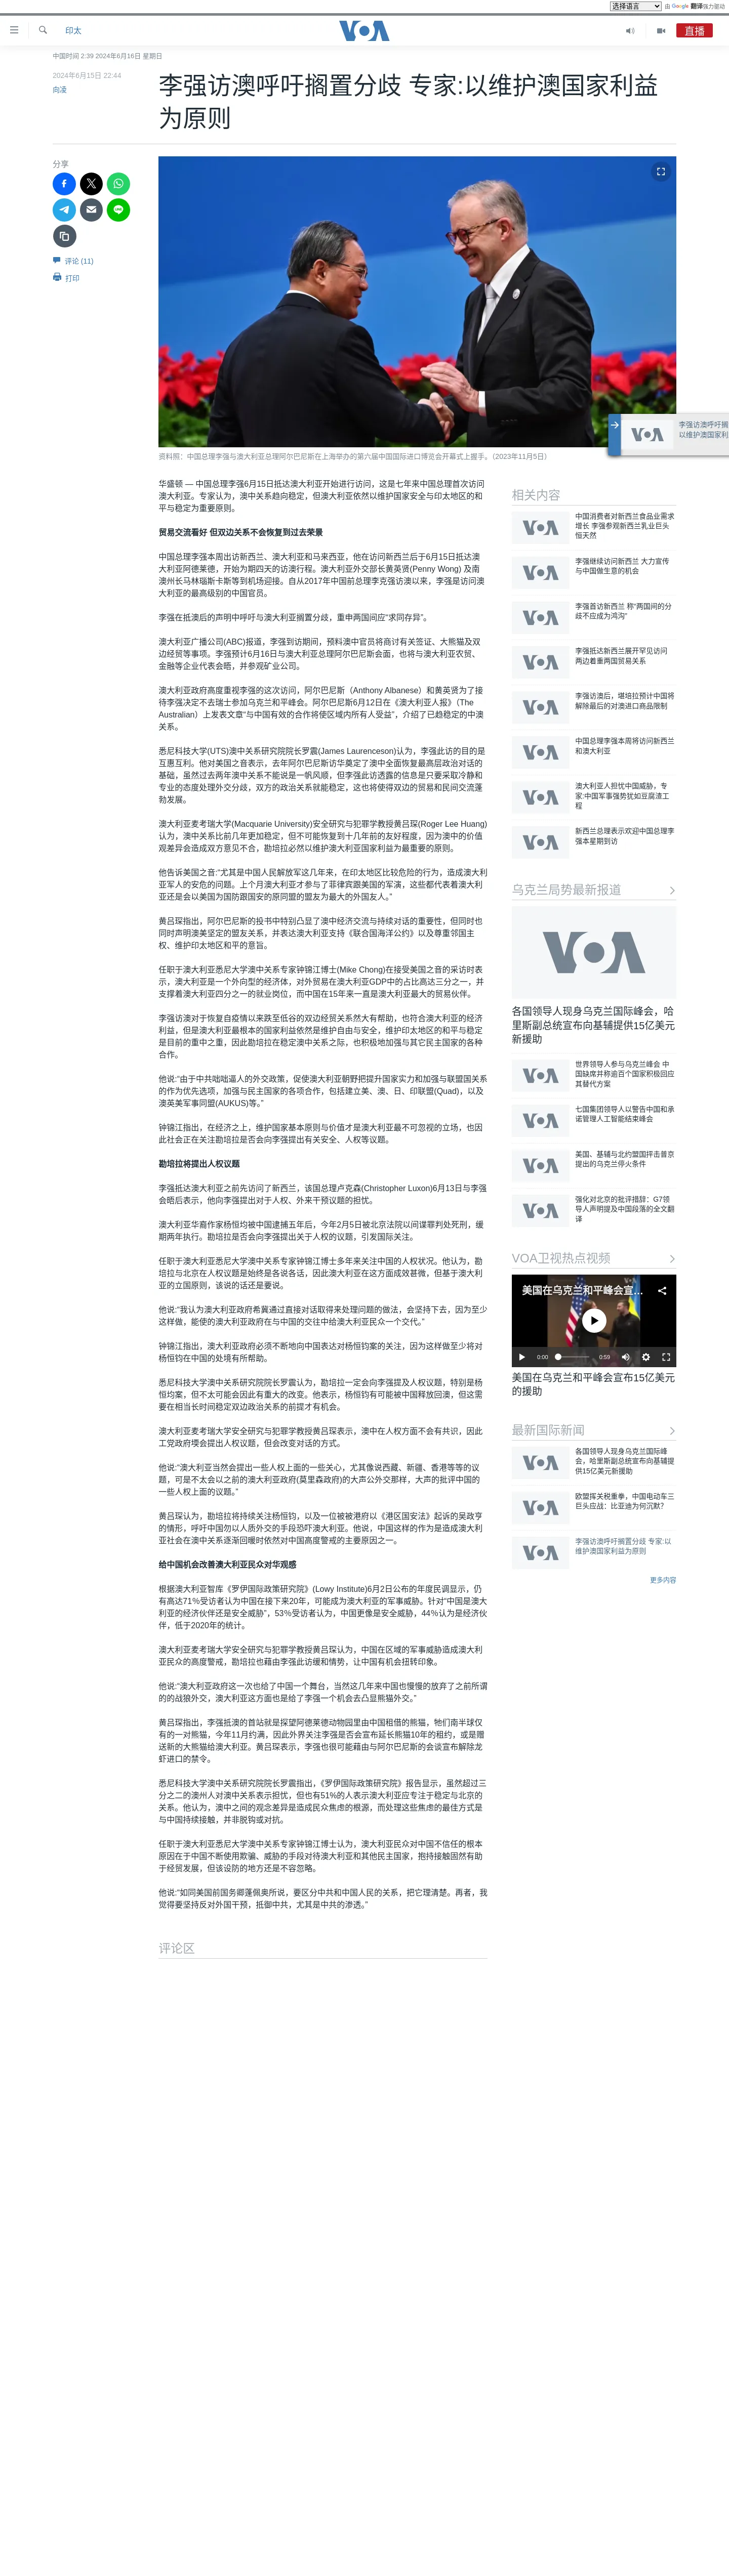 选择语言 由 Google 翻译强力驱动
印太
VOA
直播
中国时间 2:39 2024年6月16日 星期日
2024年6月15日 22:44
向凌
李强访澳呼吁搁置分歧 专家:以维护澳国家利益
为原则
分享
评论 (11)
打印
VOA
李强访澳呼吁搁
以维护澳国家利
资料照：中国总理李强与澳大利亚总理阿尔巴尼斯在上海举办的第六届中国国际进口博览会开幕式上握手。（2023年11月5日）
华盛顿 — 中国总理李强6月15日抵达澳大利亚开始进行访问，这是七年来中国总理首次访问
澳大利亚。专家认为，澳中关系趋向稳定，但澳大利亚依然以维护国家安全与印太地区的和
平与稳定为重要原则。
贸易交流看好 但双边关系不会恢复到过去荣景
中国总理李强本周出访新西兰、澳大利亚和马来西亚，他在访问新西兰后于6月15日抵达澳
大利亚阿德莱德，开始为期四天的访澳行程。澳大利亚外交部长黄英贤(Penny Wong) 及南
澳州长马林瑙斯卡斯等到机场迎接。自从2017年中国前总理李克强访澳以来，李强是访问澳
大利亚的最高级别的中国官员。
李强在抵澳后的声明中呼吁与澳大利亚搁置分歧，重申两国间应“求同存异”。
澳大利亚广播公司(ABC)报道，李强到访期间，预料澳中官员将商讨有关签证、大熊猫及双
边经贸等事项。李强预计6月16日与澳大利亚总理阿尔巴尼斯会面，也将与澳大利亚农贸、
金融等企业代表会晤，并参观矿业公司。
澳大利亚政府高度重视李强的这次访问，阿尔巴尼斯（Anthony Albanese）和黄英贤为了接
待李强决定不去瑞士参加乌克兰和平峰会。阿尔巴尼斯6月12日在《澳大利亚人报》（The
Australian）上发表文章“与中国有效的合作将使区域内所有人受益”，介绍了已趋稳定的中澳
关系。
悉尼科技大学(UTS)澳中关系研究院院长罗震(James Laurenceson)认为，李强此访的目的是
互惠互利。他对美国之音表示，去年阿尔巴尼斯访华奠定了澳中全面恢复最高层政治对话的
基础，虽然过去两年澳中关系不能说是一帆风顺，但李强此访透露的信息是只要采取冷静和
专业的态度处理外交分歧，双方的政治关系就能稳定，这也将使得双边的贸易和民间交流蓬
勃发展。
澳大利亚麦考瑞大学(Macquarie University)安全研究与犯罪学教授黄吕琛(Roger Lee Huang)
认为，澳中关系比前几年更加稳定，但不可能恢复到十几年前的友好程度，因为澳中的价值
观差异会造成双方意见不合，勘培拉必然以维护澳大利亚国家利益为最重要的原则。
他告诉美国之音:“尤其是中国人民解放军这几年来，在印太地区比较危险的行为，造成澳大利
亚军人的安危的问题。上个月澳大利亚才参与了菲律宾跟美国的军演，这些都代表着澳大利
亚还是会以美国为国防跟国安的原同盟的盟友为最大的外国友人。”
黄吕琛指出，阿尔巴尼斯的投书中特别凸显了澳中经济交流与持续对话的重要性，但同时也
同时声明澳美坚定的盟友关系，并表达澳大利亚支持《联合国海洋公约》以及尊重邻国主
权、维护印太地区和平的意旨。
任职于澳大利亚悉尼大学澳中关系专家钟锦江博士(Mike Chong)在接受美国之音的采访时表
示，澳大利亚是一个外向型的经济体，对外贸易在澳大利亚GDP中的占比高达三分之一，并
支撑着澳大利亚四分之一的就业岗位，而中国在15年来一直是澳大利亚最大的贸易伙伴。
李强访澳对于恢复自疫情以来跌至低谷的双边经贸关系然大有帮助，也符合澳大利亚的经济
利益，但是澳大利亚最根本的国家利益依然是维护自由与安全，维护印太地区的和平与稳定
是目前的重中之重，因此勘培拉在稳定澳中关系之际，也积极地加强与其它民主国家的各种
合作。
他说:“由于中共咄咄逼人的外交政策，促使澳大利亚朝野把提升国家实力和加强与联盟国关系
的作为优先选项，加强与民主国家的各项合作，包括建立美、澳、日、印联盟(Quad)，以及
澳英美军事同盟(AUKUS)等。”
钟锦江指出，在经济之上，维护国家基本原则与价值才是澳大利亚最不可忽视的立场，也因
此社会正在关注勘培拉是否会向李强提出有关安全、人权等议题。
勘培拉将提出人权议题
李强抵达澳大利亚之前先访问了新西兰，该国总理卢克森(Christopher Luxon)6月13日与李强
会晤后表示，他向李强提出对于人权、外来干预议题的担忧。
澳大利亚华裔作家杨恒均被中国逮捕五年后，今年2月5日被北京法院以间谍罪判处死刑，缓
期两年执行。勘培拉是否会向李强提出关于人权的议题，引发国际关注。
任职于澳大利亚悉尼大学澳中关系专家钟锦江博士多年来关注中国的人权状况。他认为，勘
培拉与北京在人权议题是始终是各说各话，因此澳大利亚在这方面成效甚微，但基于澳大利
亚的立国原则，该说的话还是要说。
他说:“我认为澳大利亚政府希冀通过直接对话取得来处理问题的做法，会坚持下去，因为至少
这样做，能使的澳大利亚政府在与中国的交往中给澳大利亚民众一个交代。”
钟锦江指出，澳大利亚政府必须不断地向中国表达对杨恒钧案的关注，因为这样做至少将对
杨恒钧在中国的处境有所帮助。
悉尼科技大学澳中关系研究院院长罗震认为，勘培拉一定会向李强提及人权议题，特别是杨
恒均案，但不太可能会因此有重大的改变。他表示，杨恒钧有可能被中国释放回澳，但这需
要在相当长时间稳定双边政治关系的前提才有机会。
澳大利亚麦考瑞大学安全研究与犯罪学教授黄吕琛表示，澳中在人权方面不会有共识，因此
工党政府堧会提出人权议题，但会改变对话的方式。
他说:“澳大利亚当然会提出一些人权上面的一些关心，尤其像说西藏、新疆、香港等等的议
题，可是不太会以之前的澳大利亚政府(莫里森政府)的大声公外交那样，大声的批评中国的
一些人权上面的议题。”
黄吕琛认为，勘培拉将持续关注杨恒钧，以及一位被被港府以《港区国安法》起诉的吴政亨
的情形，呼吁中国勿以人质外交的手段恐吓澳大利亚。他说，中国这样的作为是造成澳大利
亚社会在澳中关系逐渐回暖时依然对中国高度警戒的主要原因之一。
给中国机会改善澳大利亚民众对华观感
根据澳大利亚智库《罗伊国际政策研究院》(Lowy Institute)6月2日公布的年度民调显示，仍
有高达71%受访者认为中国在接下来20年，可能成为澳大利亚的军事威胁。针对“中国是澳大
利亚的经济伙伴还是安全威胁”，53%受访者认为，中国更像是安全威胁，44%认为是经济伙
伴，低于2020年的统计。
澳大利亚麦考瑞大学安全研究与犯罪学教授黄吕琛认为，中国在区域的军事威胁造成澳大利
亚民众的高度警戒，勘培拉也藉由李强此访缓和情势，让中国有机会扭转印象。
他说:“澳大利亚政府这一次也给了中国一个舞台，当然这几年来中国也慢慢的放弃了之前所谓
的的战狼外交，澳大利亚这方面也是给了李强一个机会去凸显熊猫外交。”
黄吕琛指出，李强抵澳的首站就是探望阿德莱德动物园里由中国租借的熊猫，牠们南半球仅
有的一对熊猫，今年11月约满，因此外界关注李强是否会宣布延长熊猫10年的租约，或是赠
送新的大熊猫给澳大利亚。黄吕琛表示，李强也很可能藉由与阿尔巴尼斯的会谈宣布解除龙
虾进口的禁令。
悉尼科技大学澳中关系研究院院长罗震指出，《罗伊国际政策研究院》报告显示，虽然超过三
分之二的澳州人对澳中关系表示担忧，但也有51%的人表示澳大利亚应专注于稳定与北京的
关系。他认为，澳中之间的观念差异是造成民众焦虑的根源，而处理这些焦虑的最佳方式是
与中国持续接触，并非脱钩或对抗。
任职于澳大利亚悉尼大学澳中关系专家钟锦江博士认为，澳大利亚民众对中国不信任的根本
原因在于中国不断使用欺骗、威胁的手段对待澳大利亚和其他民主国家，抱持接触固然有助
于经贸发展，但该设防的地方还是不容忽略。
他说:“如同美国前国务卿蓬佩奥所说，要区分中共和中国人民的关系，把它理清楚。再者，我
觉得要坚持反对外国干预，抵御中共，尤其是中共的渗透。”
评论区
相关内容
VOA
中国消费者对新西兰食品业需求
增长 李强参观新西兰乳业巨头
恒天然
VOA
李强继续访问新西兰 大力宣传
与中国做生意的机会
VOA
李强首访新西兰 称“两国间的分
歧不应成为鸿沟”
VOA
李强抵达新西兰展开罕见访问
两边着重两国贸易关系
VOA
李强访澳后，堪培拉预计中国将
解除最后的对澳进口商品限制
VOA
中国总理李强本周将访问新西兰
和澳大利亚
VOA
澳大利亚人担忧中国威胁，专
家:中国军事强势犹如豆腐渣工
程
VOA
新西兰总理表示欢迎中国总理李
强本星期到访
乌克兰局势最新报道
VOA
各国领导人现身乌克兰国际峰会，哈
里斯副总统宣布向基辅提供15亿美元
新援助
VOA
世界领导人参与乌克兰峰会 中
国缺席并称逾百个国家积极回应
其替代方案
VOA
七国集团领导人以警告中国和承
诺管理人工智能结束峰会
VOA
美国、基辅与北约盟国抨击普京
提出的乌克兰停火条件
VOA
强化对北京的批评措辞：G7领
导人声明提及中国段落的全文翻
译
VOA卫视热点视频
美国在乌克兰和平峰会宣…
0:00 0:59
美国在乌克兰和平峰会宣布15亿美元
的援助
最新国际新闻
VOA
各国领导人现身乌克兰国际峰
会，哈里斯副总统宣布向基辅提
供15亿美元新援助
VOA
欧盟挥关税重拳，中国电动车三
巨头应战：比亚迪为何沉默？
VOA
李强访澳呼吁搁置分歧 专家:以
维护澳国家利益为原则
更多内容